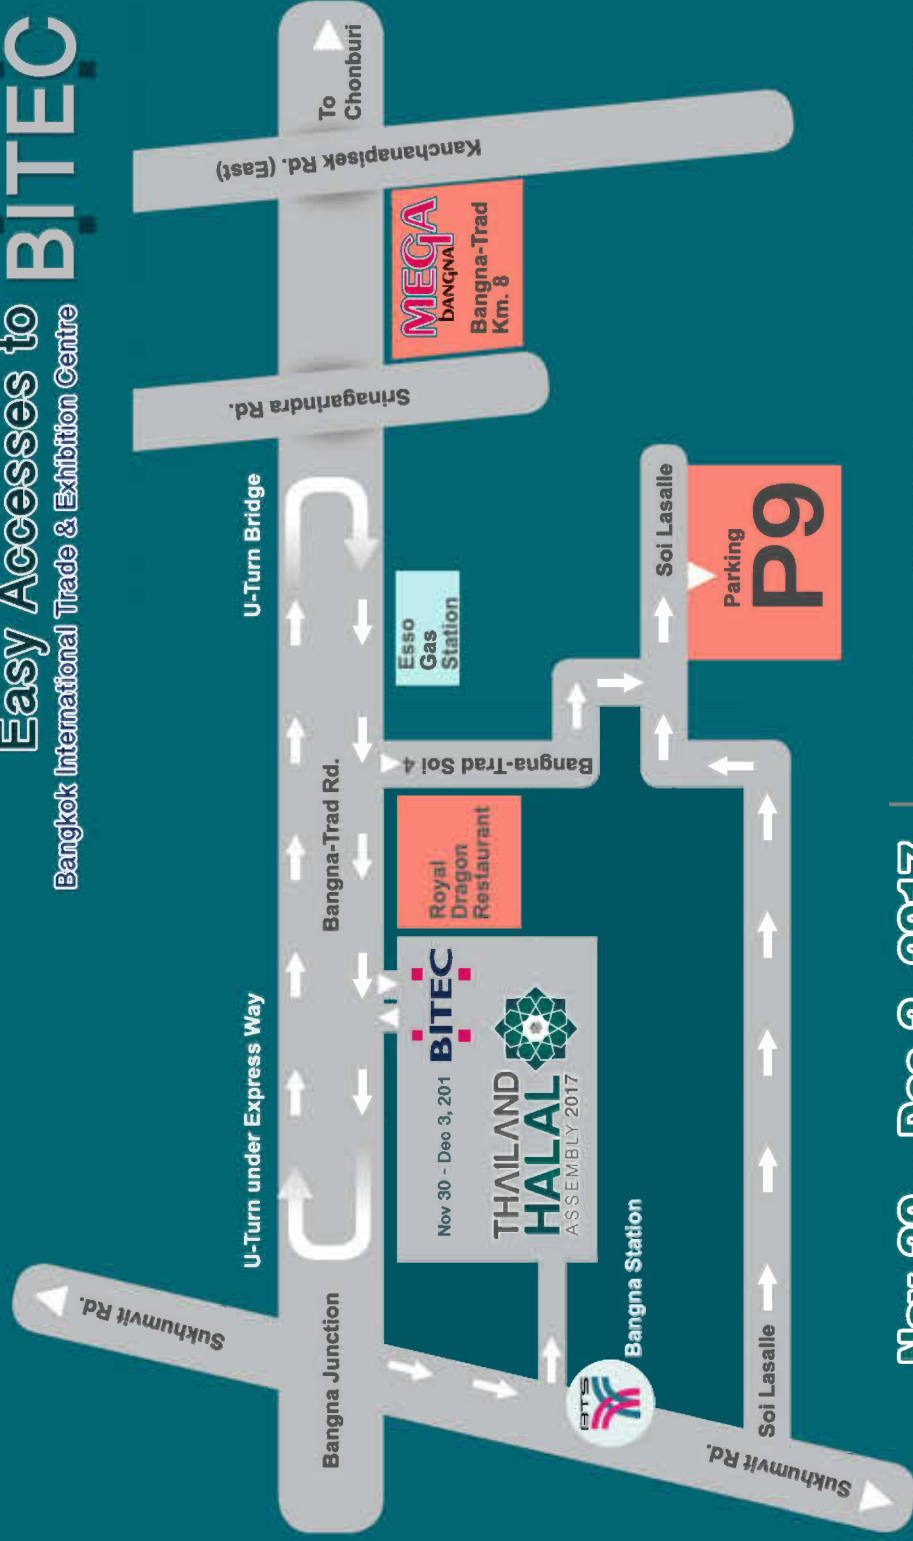 Easy Accesses to BITEC
Bangkok International Trade & Exhibition Centre
Sukhumvit Rd.
U-Turn under Express Way
U-Turn Bridge
Srinagarindra Rd.
Kanchanapisek Rd. (East)
To
Chonburi
Bangna Junction
Bangna-Trad Rd.
Nov 30 - Dec 3, 201
BITEC
THAILAND
HALAL
ASSEMBLY 2017
Royal
Dragon
Restaurant
Bangna-Trad Soi 4
Esso
Gas
Station
MEGA
bANGNA
Bangna-Trad
Km. 8
BTS
Bangna Station
Soi Lasalle
Parking
P9
Sukhumvit Rd.
Soi Lasalle